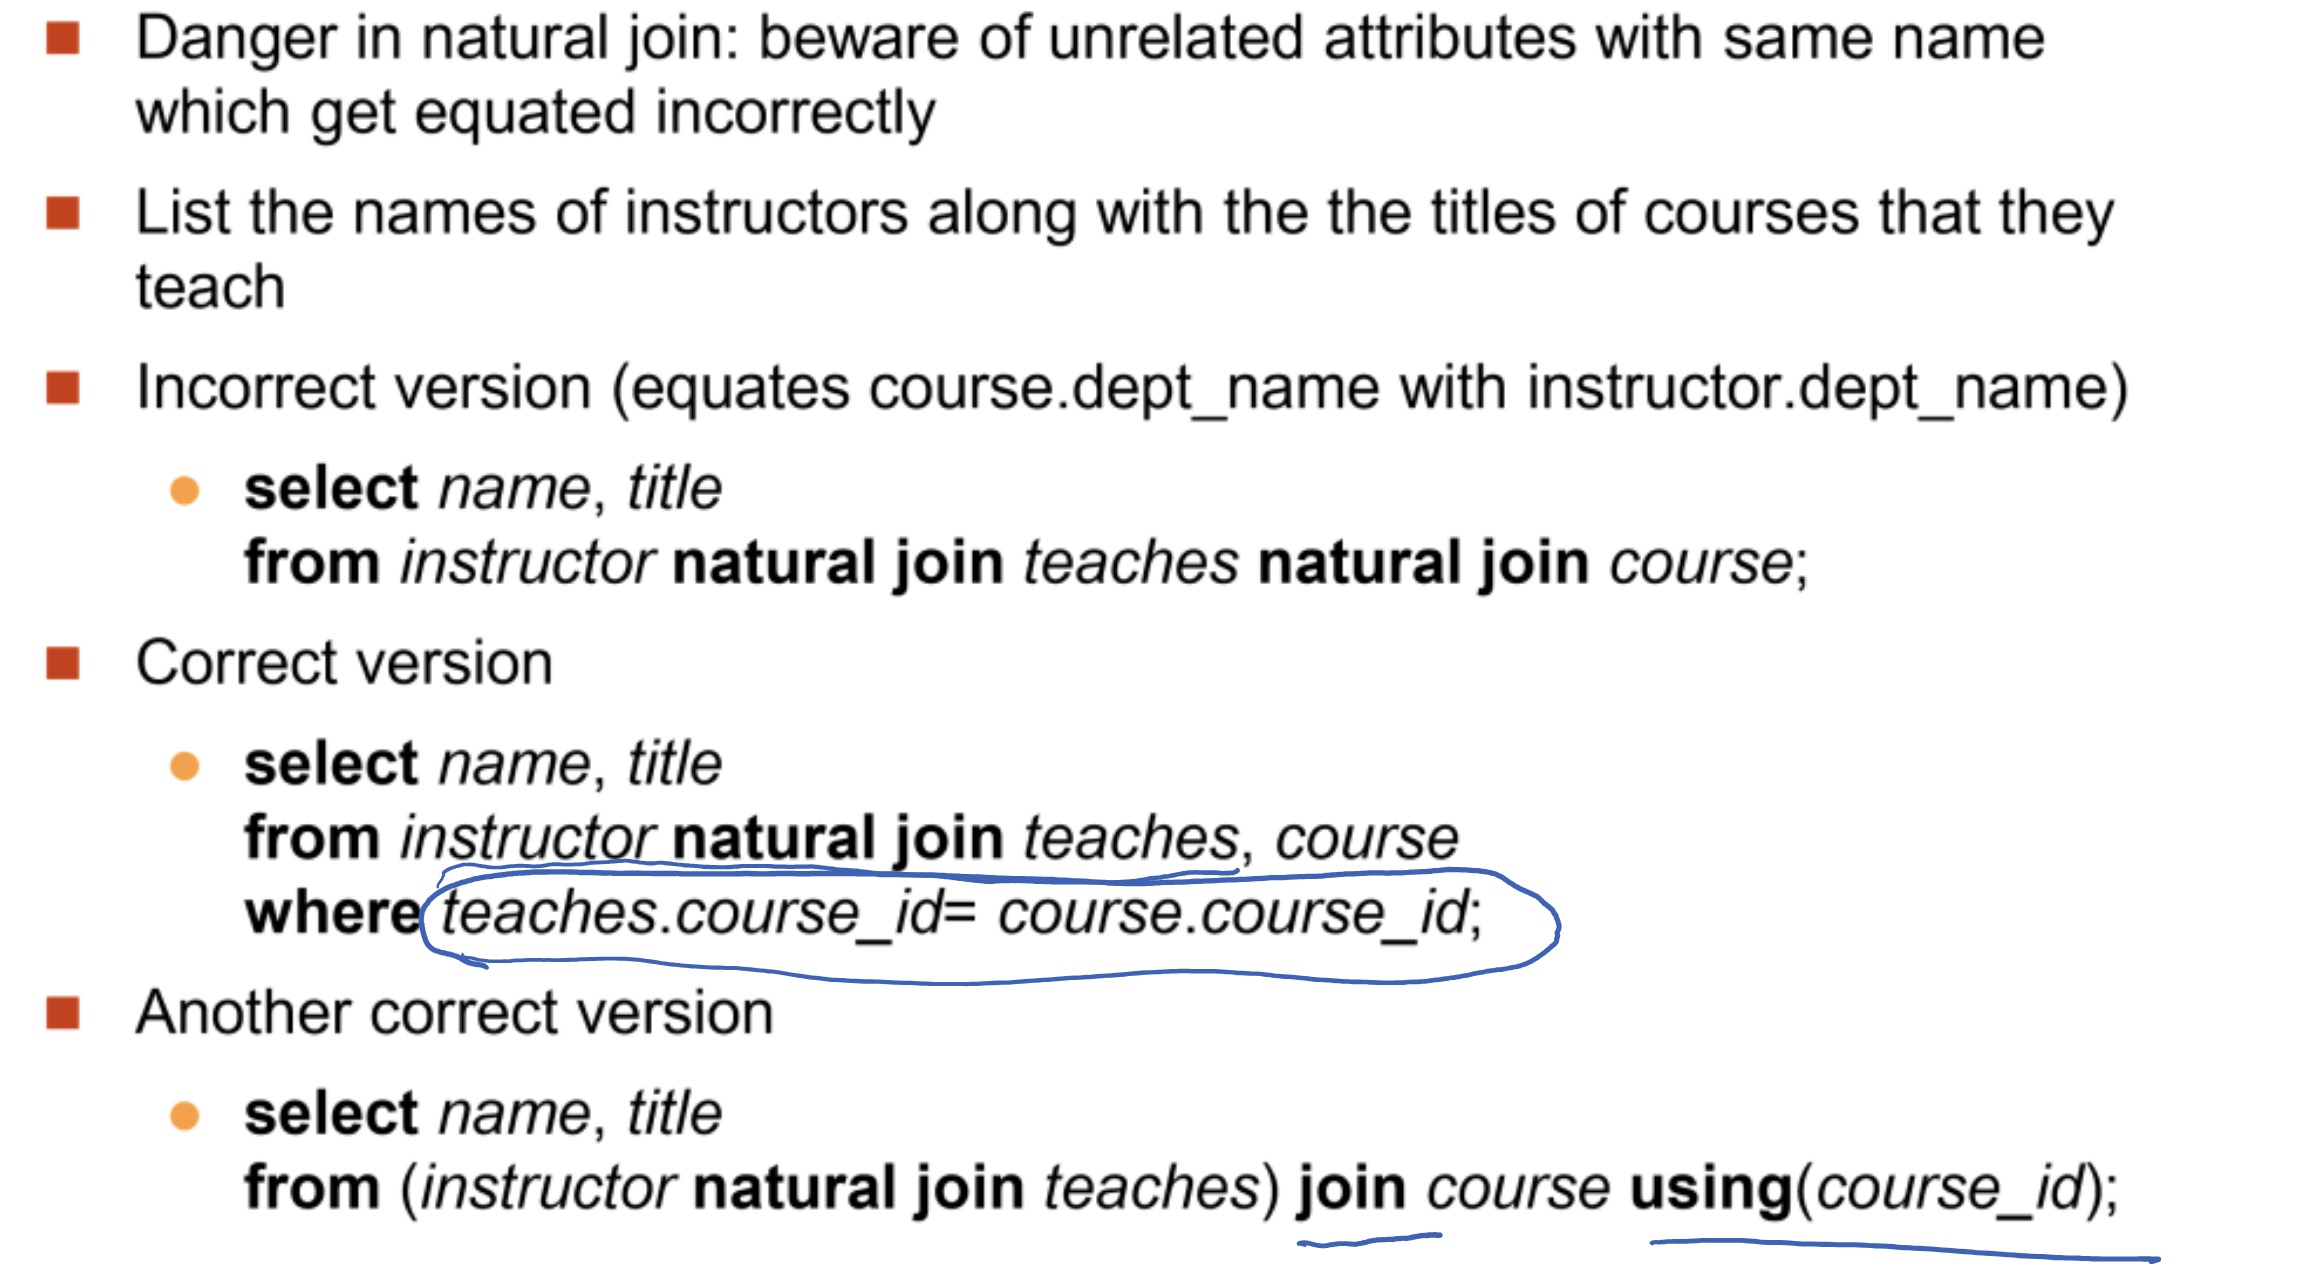 Danger in natural join: beware of unrelated attributes with same name
which get equated incorrectly
List the names of instructors along with the the titles of courses that they
teach
Incorrect version (equates course.dept_name with instructor.dept_name)
select name, title
from instructor natural join teaches natural join course;
Correct version
select name, title
from instructor natural join teaches, course
where teaches.course_id= course.course_id;
Another correct version
select name, title
from (instructor natural join teaches) join course using(course_id);